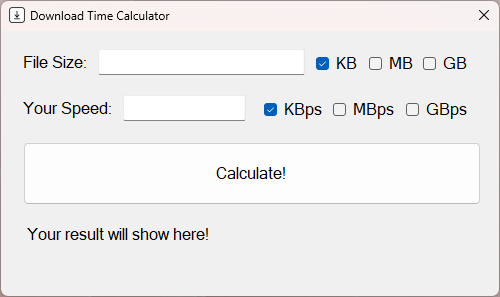 Download Time Calculator
File Size: KB MB GB
Your Speed: KBps MBps GBps
Calculate!
Your result will show here!